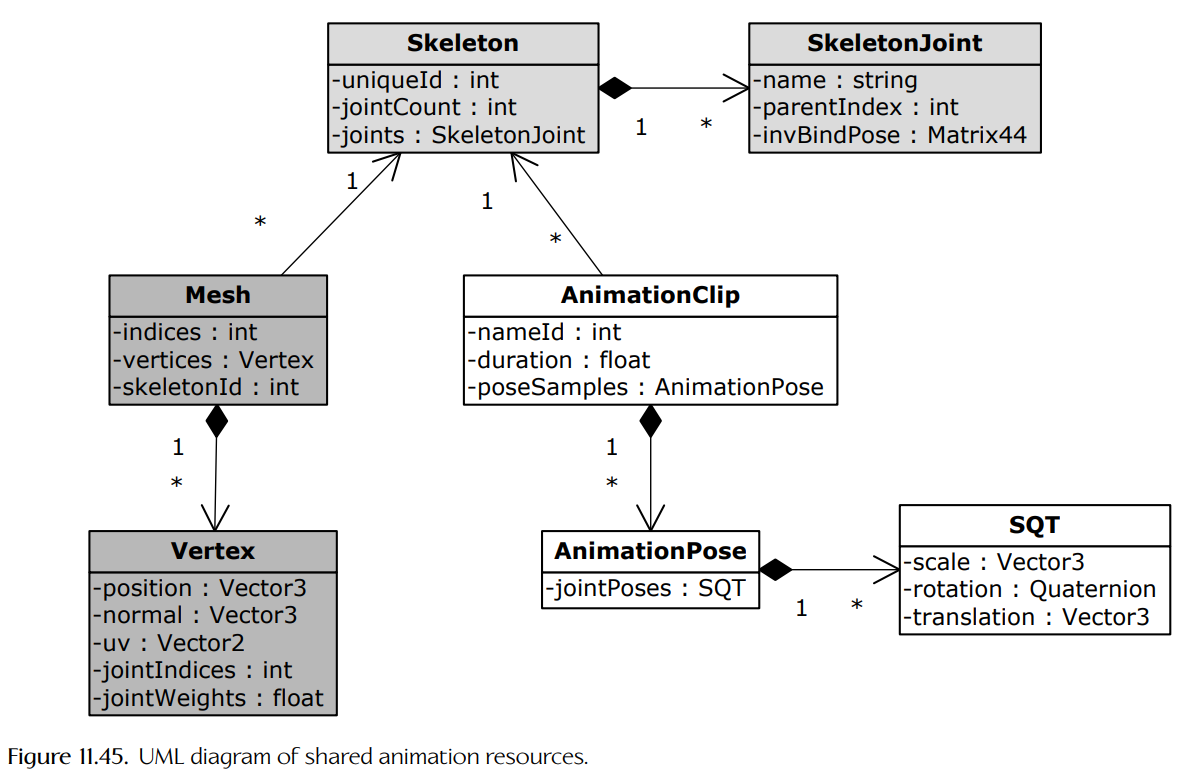 Skeleton
-uniqueId : int
-jointCount : int
-joints : SkeletonJoint
1
*
SkeletonJoint
-name : string
-parentIndex : int
-invBindPose : Matrix44
1
*
1
*
Mesh
-indices : int
-vertices : Vertex
-skeletonId : int
AnimationClip
-nameId : int
-duration : float
-poseSamples : AnimationPose
1
*
1
*
Vertex
-position : Vector3
-normal : Vector3
-uv : Vector2
-jointIndices : int
-jointWeights : float
AnimationPose
-jointPoses : SQT
1
*
SQT
-scale : Vector3
-rotation : Quaternion
-translation : Vector3
Figure 11.45. UML diagram of shared animation resources.